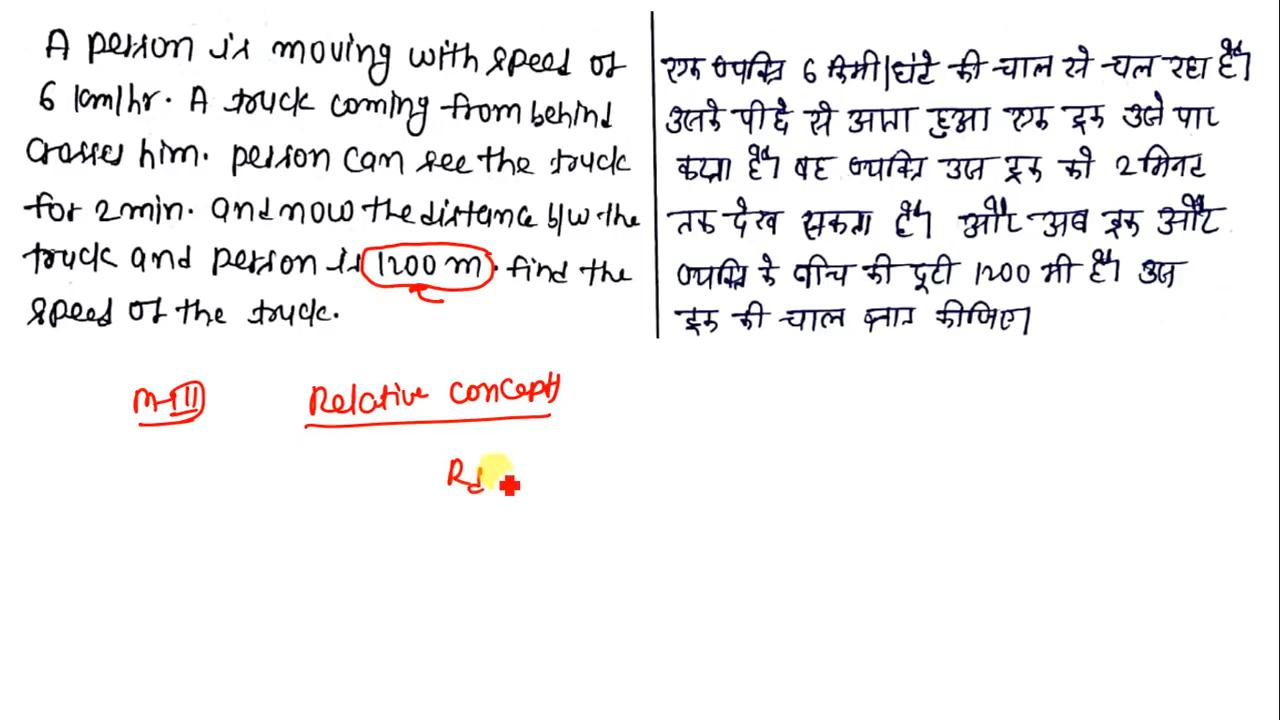 A person is moving with speed of
6 km/hr. A truck coming from behind
crosses him. person can see the truck
for 2 min. and now the distance b/w the
truck and person is 1200 m. find the
speed of the truck.
एक व्यक्ति 6 किमी/घंटे की चाल से चल रहा है।
उसके पीछे से आता हुआ एक ट्रक उसे पार
करता है। वह व्यक्ति उस ट्रक को 2 मिनट
तक देख सकता है। और अब ट्रक और
व्यक्ति के बीच की दूरी 1200 मी है। उस
ट्रक की चाल ज्ञात कीजिए।
Relative concept